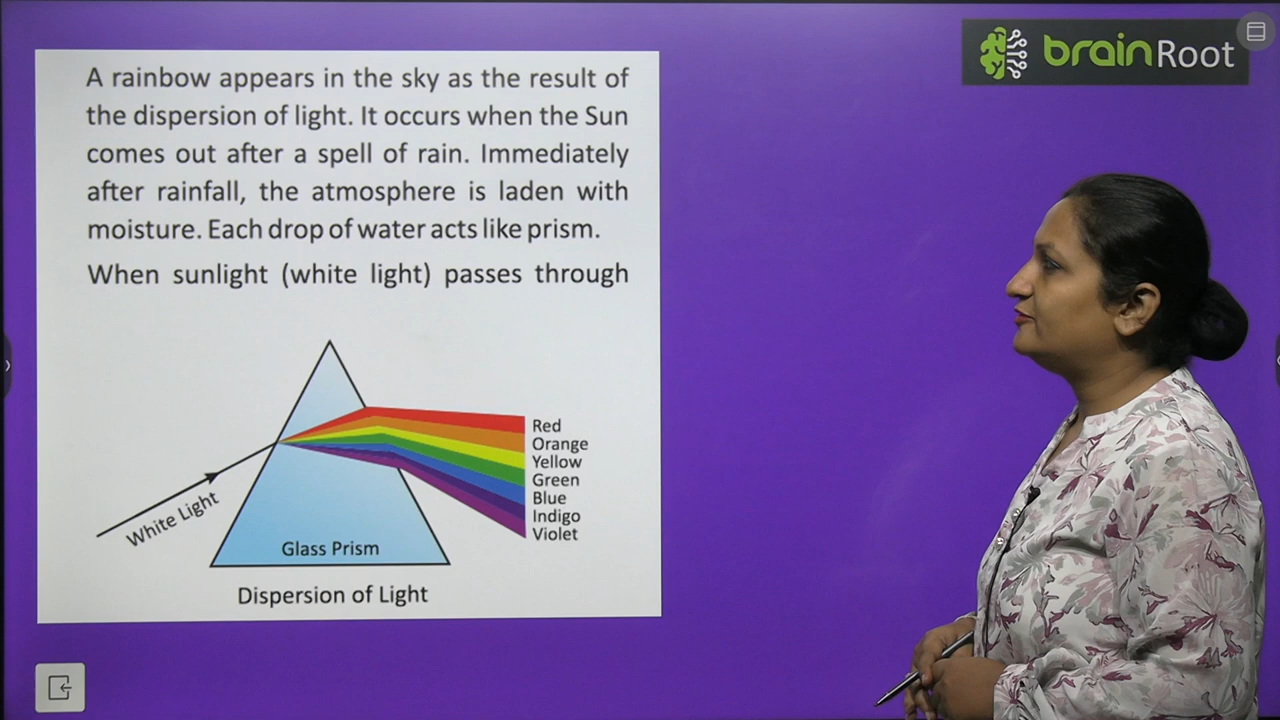 brainRoot
A rainbow appears in the sky as the result of
the dispersion of light. It occurs when the Sun
comes out after a spell of rain. Immediately
after rainfall, the atmosphere is laden with
moisture. Each drop of water acts like prism.
When sunlight (white light) passes through
Red
Orange
Yellow
Green
Blue
Indigo
Violet
White Light
Glass Prism
Dispersion of Light